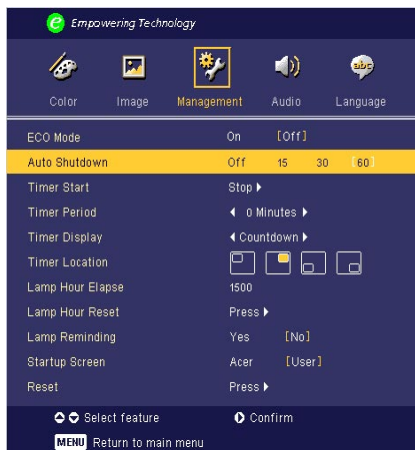 e Empowering Technology
abc
Color Image Management Audio Language
ECO Mode On [Off]
Auto Shutdown Off 15 30 [60]
Timer Start Stop
Timer Period 0 Minutes
Timer Display Countdown
Timer Location
Lamp Hour Elapse 1500
Lamp Hour Reset Press
Lamp Reminding Yes [No]
Startup Screen Acer [User]
Reset Press
Select feature Confirm
MENU Return to main menu